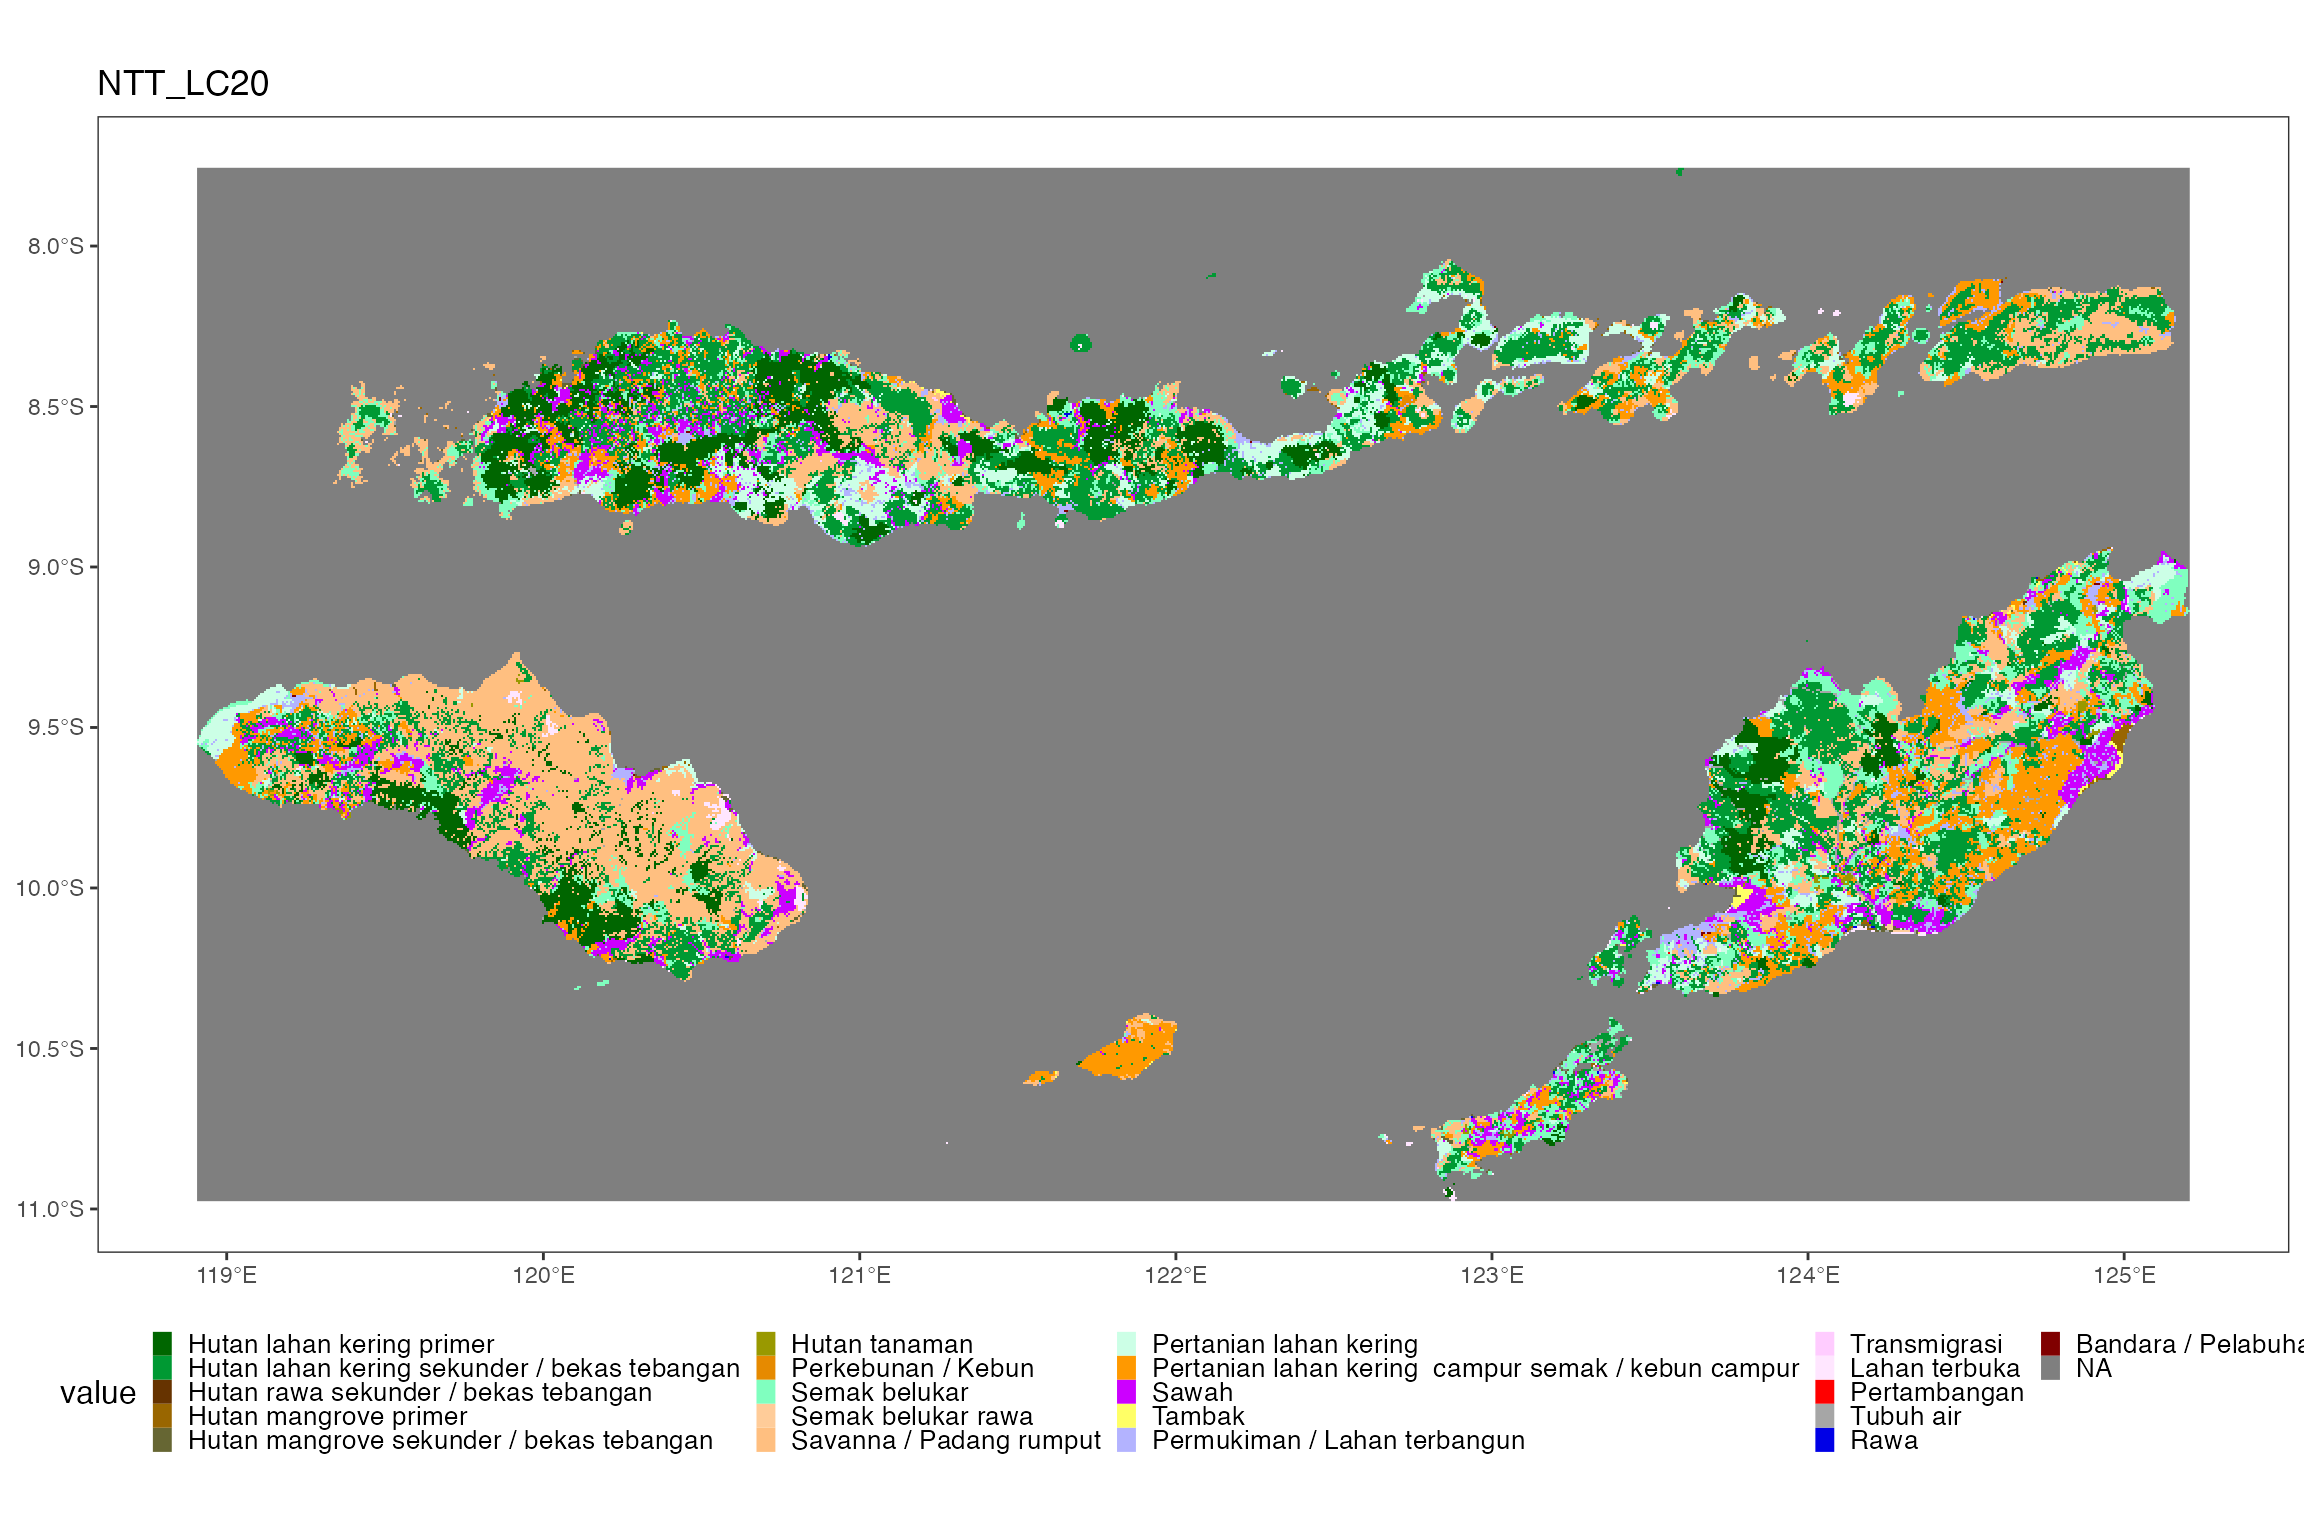 NTT_LC20
8.0°S
8.5°S
9.0°S
9.5°S
10.0°S
10.5°S
11.0°S
119°E 120°E 121°E 122°E 123°E 124°E 125°E
value
Hutan lahan kering primer
Hutan lahan kering sekunder / bekas tebangan
Hutan rawa sekunder / bekas tebangan
Hutan mangrove primer
Hutan mangrove sekunder / bekas tebangan
Hutan tanaman
Perkebunan / Kebun
Semak belukar
Semak belukar rawa
Savanna / Padang rumput
Pertanian lahan kering
Pertanian lahan kering  campur semak / kebun campur
Sawah
Tambak
Permukiman / Lahan terbangun
Transmigrasi
Lahan terbuka
Pertambangan
Tubuh air
Rawa
Bandara / Pelabuha
NA